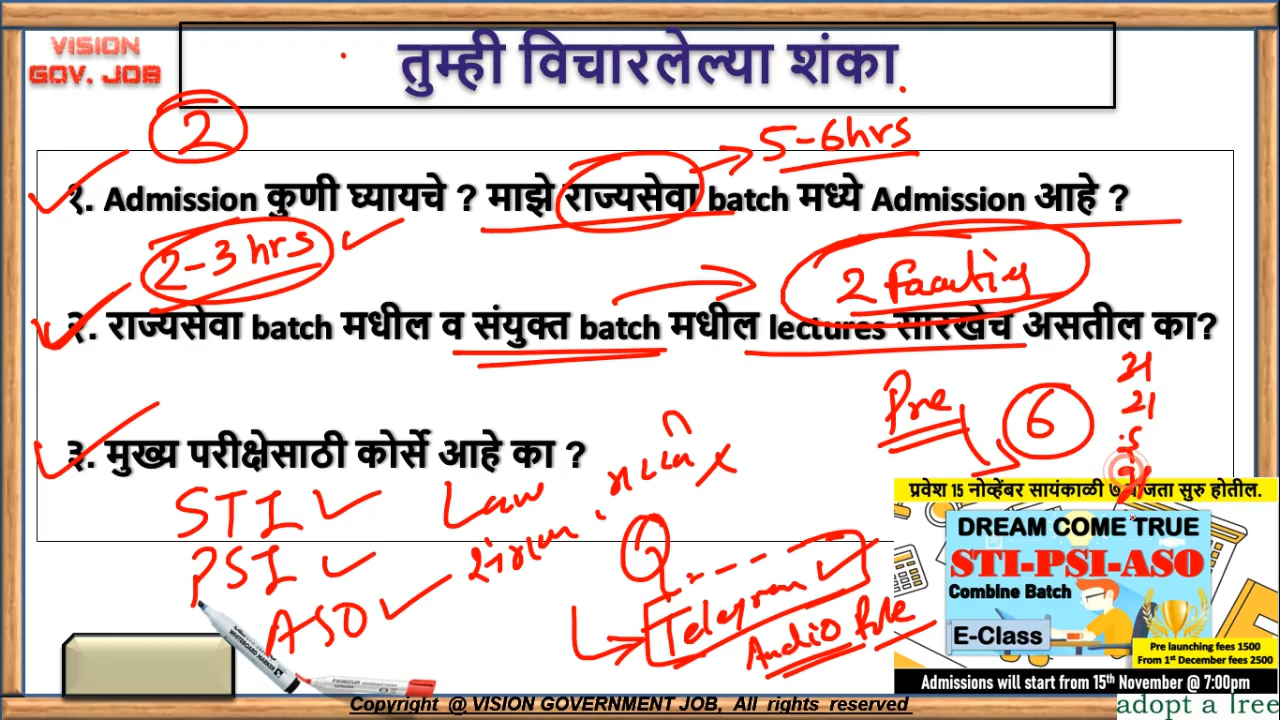 VISION
GOV. JOB
तुम्ही विचारलेल्या शंका
2
5-6hrs
१. Admission कुणी घ्यायचे ? माझे राज्यसेवा batch मध्ये Admission आहे ?
2-3 hrs
2
२. राज्यसेवा batch मधील व संयुक्त batch मधील lectures सारखेच असतील का?
Pre
6
३. मुख्य परीक्षेसाठी कोर्से आहे का ?
STI
Law
PSI
Q
ASO
Telegram
Audio
प्रवेश 15 नोव्हेंबर सायंकाळी ७ वाजता सुरु होतील.
DREAM COME TRUE
STI-PSI-ASO
Combine Batch
E-Class
Pre launching fees 1500
From 1st December fees 2500
Admissions will start from 15th November @ 7:00pm
Copyright @ VISION GOVERNMENT JOB, All rights reserved
adopt a Tree